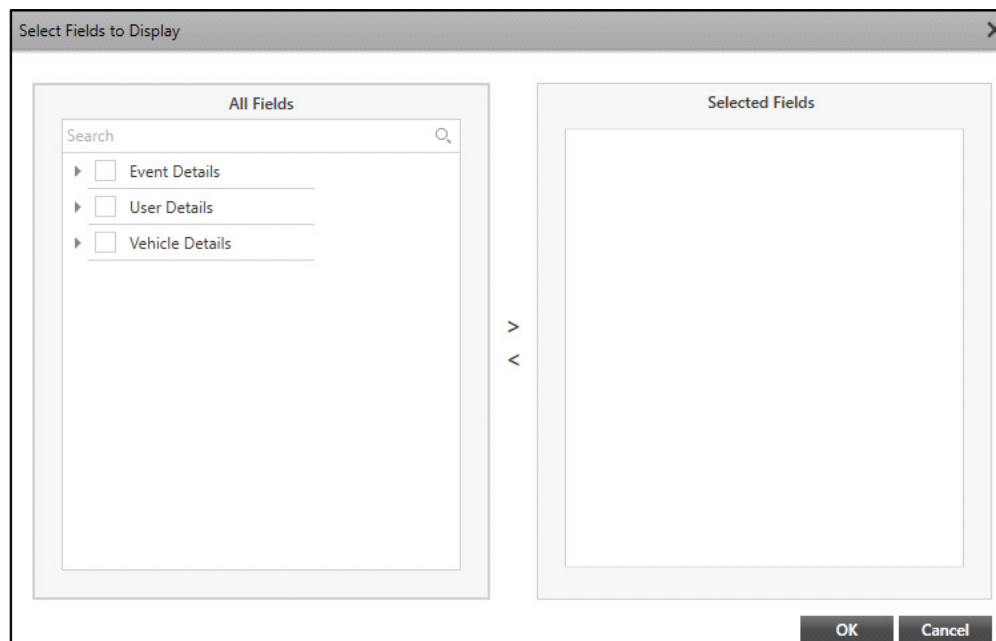 Select Fields to Display
All Fields
Search
Event Details
User Details
Vehicle Details
>
<
Selected Fields
OK
Cancel